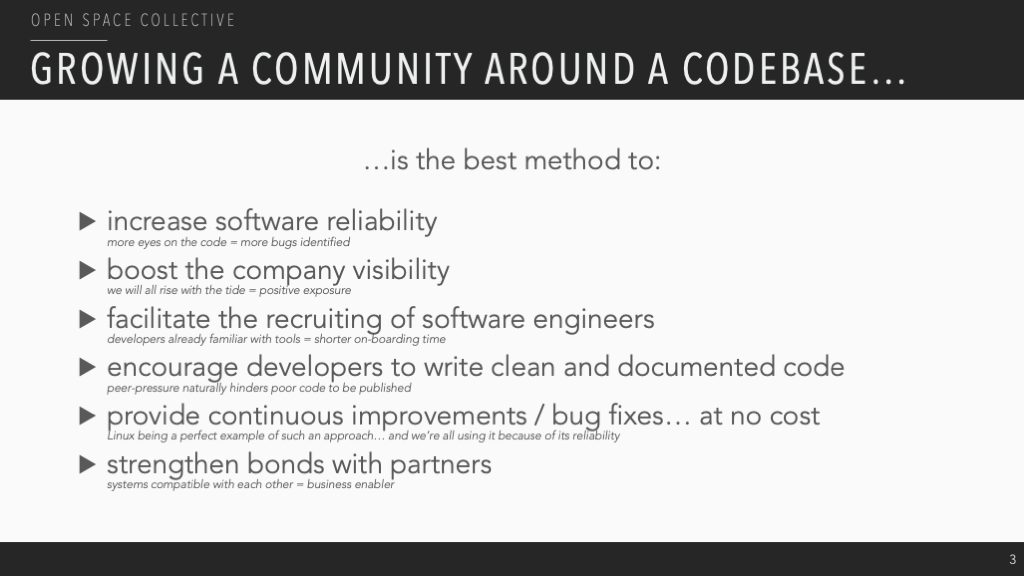 OPEN SPACE COLLECTIVE
GROWING A COMMUNITY AROUND A CODEBASE...
...is the best method to:
▶ increase software reliability
more eyes on the code = more bugs identified
▶ boost the company visibility
we will all rise with the tide = positive exposure
▶ facilitate the recruiting of software engineers
developers already familiar with tools = shorter on-boarding time
▶ encourage developers to write clean and documented code
peer-pressure naturally hinders poor code to be published
▶ provide continuous improvements / bug fixes... at no cost
Linux being a perfect example of such an approach... and we're all using it because of its reliability
▶ strengthen bonds with partners
systems compatible with each other = business enabler
3